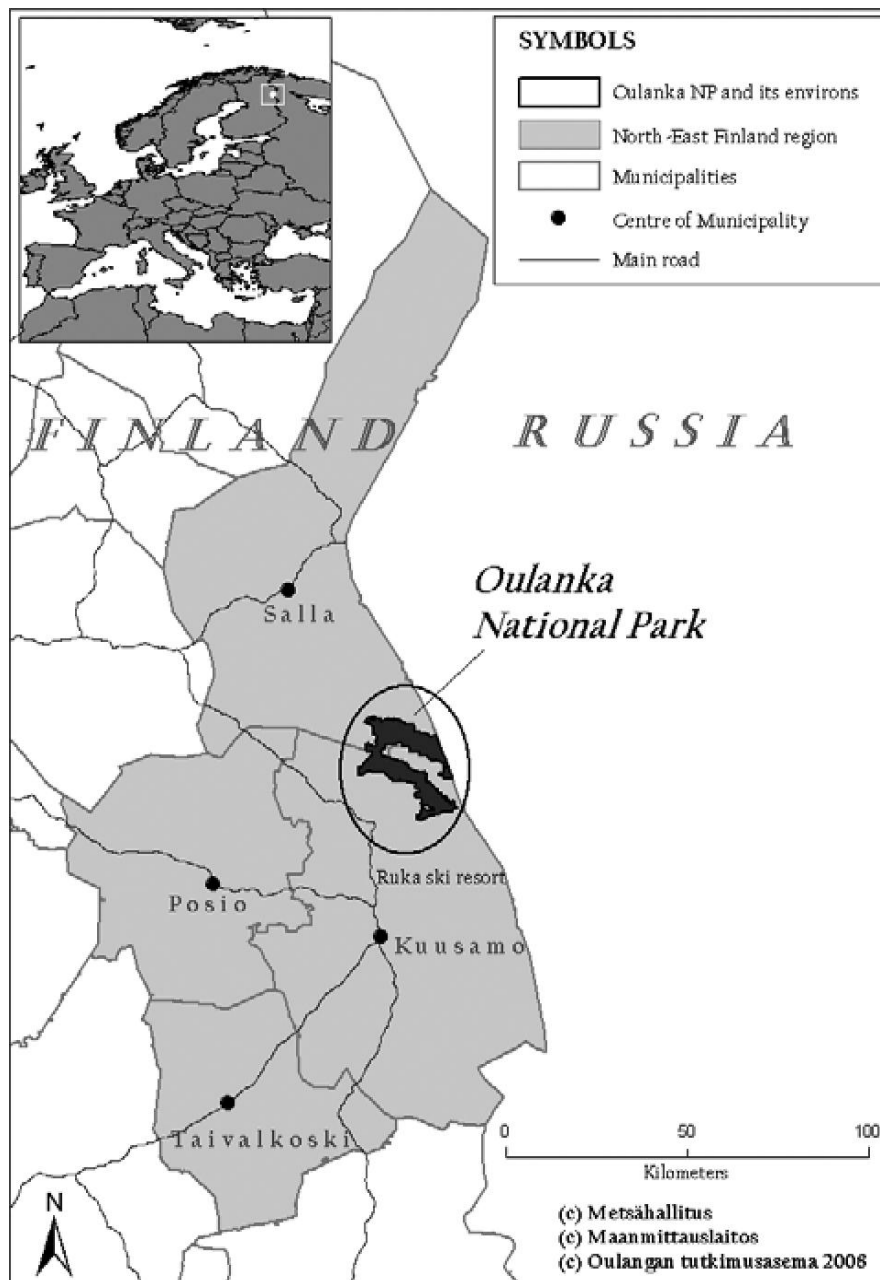 SYMBOLS
Oulanka NP and its environs
North-East Finland region
Municipalities
Centre of Municipality
Main road
FINLAND
RUSSIA
Oulanka
National Park
Salla
Ruka ski resort
Posio
Kuusamo
Taivalkoski
0 50 100
Kilometers
N
(c) Metsähallitus
(c) Maanmittauslaitos
(c) Oulangan tutkimusasema 2006